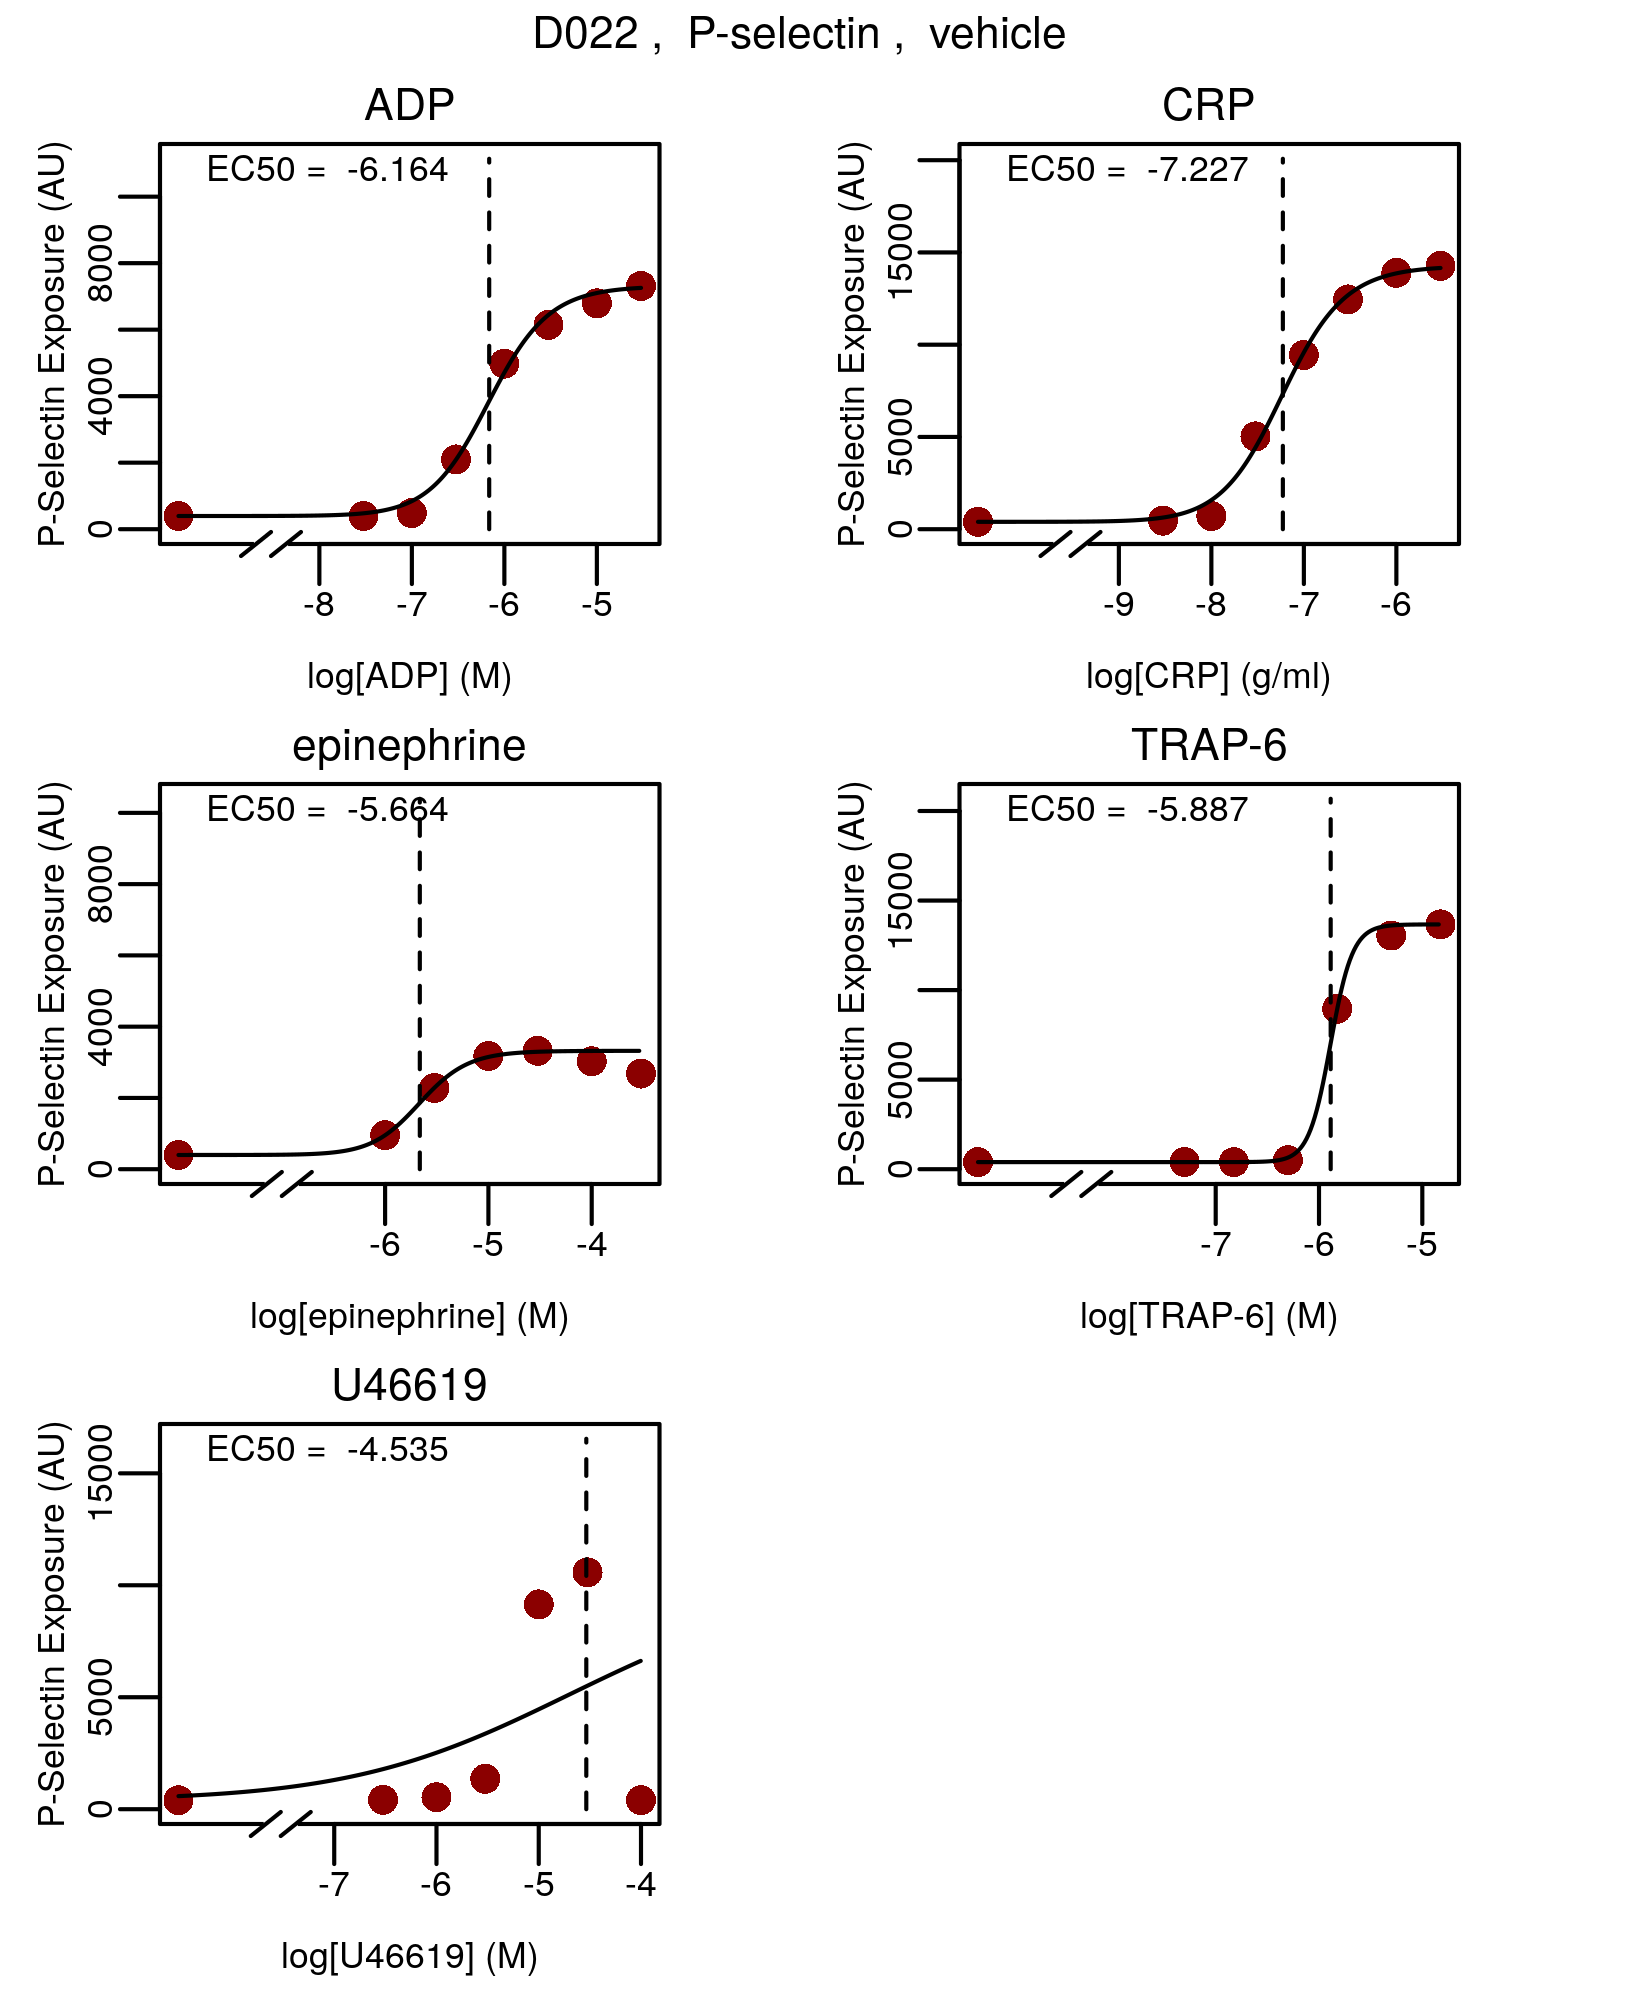 D022 , P-selectin , vehicle
ADP
EC50 = -6.164
P-Selectin Exposure (AU)
0 4000 8000
-8 -7 -6 -5
log[ADP] (M)
CRP
EC50 = -7.227
P-Selectin Exposure (AU)
0 5000 15000
-9 -8 -7 -6
log[CRP] (g/ml)
epinephrine
EC50 = -5.664
P-Selectin Exposure (AU)
0 4000 8000
-6 -5 -4
log[epinephrine] (M)
TRAP-6
EC50 = -5.887
P-Selectin Exposure (AU)
0 5000 15000
-7 -6 -5
log[TRAP-6] (M)
U46619
EC50 = -4.535
P-Selectin Exposure (AU)
0 5000 15000
-7 -6 -5 -4
log[U46619] (M)